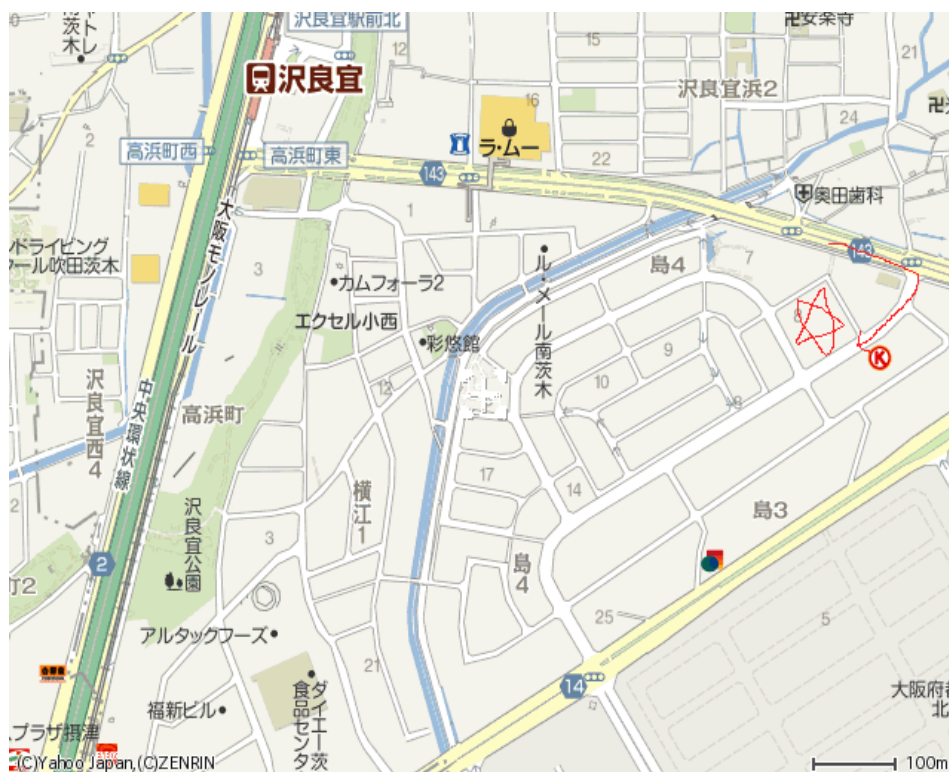 沢良宜駅前北
安楽寺
12
15
21
沢良宜
沢良宜浜2
2
16
24
高浜町西
高浜町東
ラ・ムー
22
143
奥田歯科
1
大阪モノレール
ドライビング
クール吹田茨木
3
カムフォーラ2
ル・メール南茨木
島4
7
143
エクセル小西
8
彩悠館
9
K
12
10
沢良宜西4
中央環状線
高浜町
13
17
横江1
14
島3
沢良宜公園
3
2
島4
町2
25
5
アルタックフーズ
21
14
ダイエー茨
食品センタ
大阪府
北
福新ビル
プラザ摂津
(C)Yahoo Japan,(C)ZENRIN
100m